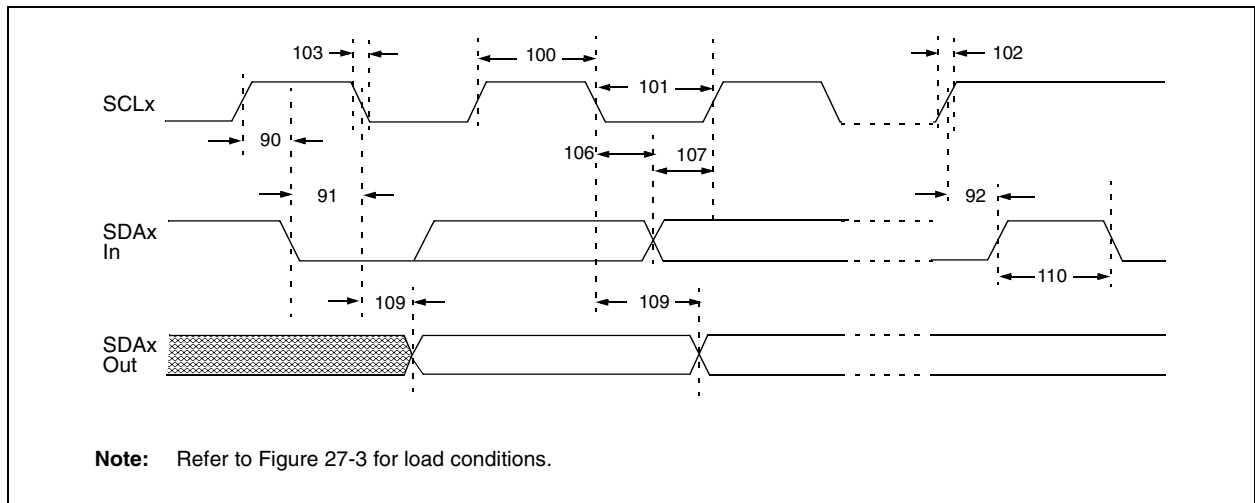 103
100
102
101
SCLx
90
106
107
91
92
SDAx
In
110
109
109
SDAx
Out
Note: Refer to Figure 27-3 for load conditions.